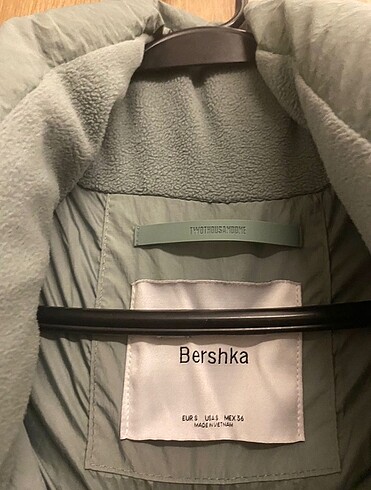 TWOTHOUSANDONE
Bershka
EUR S USA S MEX 36
MADE IN VIETNAM